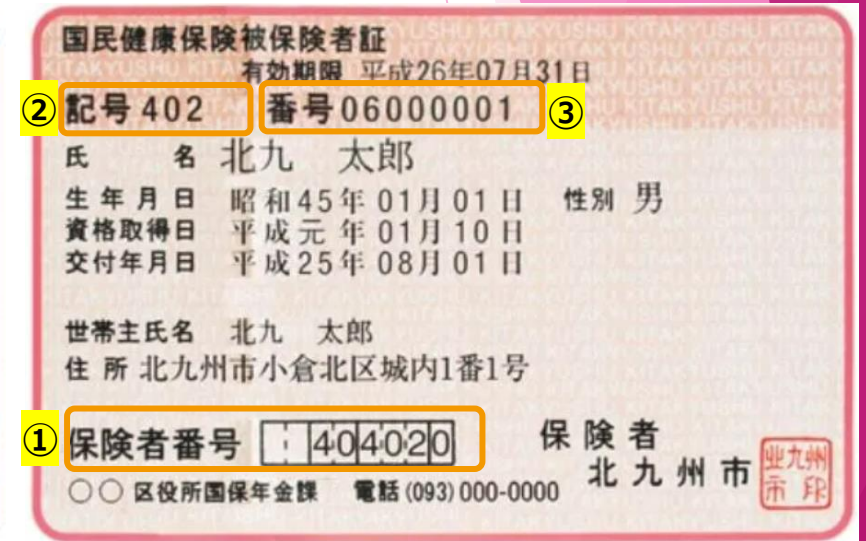 国民健康保険被保険者証
有効期限 平成26年07月31日
② 記号 402 番号 06000001 ③
氏 名 北九 太郎
生年月日 昭和45年01月01日 性別 男
資格取得日 平成元年01月10日
交付年月日 平成25年08月01日
世帯主氏名 北九 太郎
住所 北九州市小倉北区城内1番1号
① 保険者番号 404020
保険者
北九州市
北九州市印
○○区役所国保年金課 電話(093)000-0000
KITAKYUSHU KITAKYUSHU KITAKYUSHU